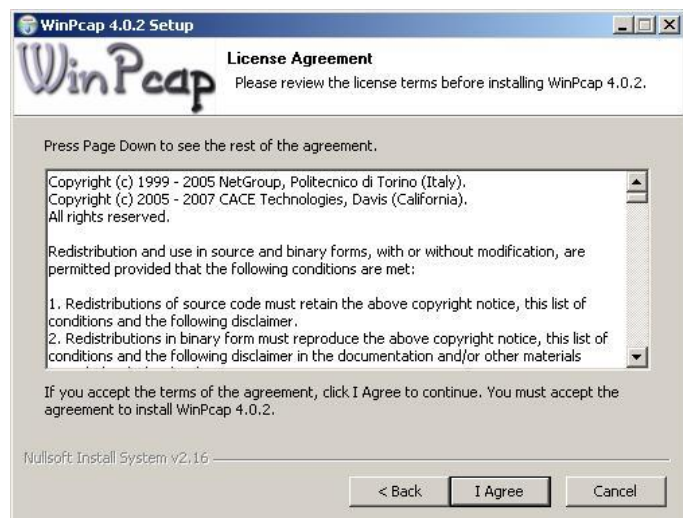 WinPcap 4.0.2 Setup
WinPcap
License Agreement
Please review the license terms before installing WinPcap 4.0.2.
Press Page Down to see the rest of the agreement.
Copyright (c) 1999 - 2005 NetGroup, Politecnico di Torino (Italy).
Copyright (c) 2005 - 2007 CACE Technologies, Davis (California).
All rights reserved.
Redistribution and use in source and binary forms, with or without modification, are
permitted provided that the following conditions are met:
1. Redistributions of source code must retain the above copyright notice, this list of
conditions and the following disclaimer.
2. Redistributions in binary form must reproduce the above copyright notice, this list of
conditions and the following disclaimer in the documentation and/or other materials
If you accept the terms of the agreement, click I Agree to continue. You must accept the
agreement to install WinPcap 4.0.2.
Nullsoft Install System v2.16
< Back
I Agree
Cancel